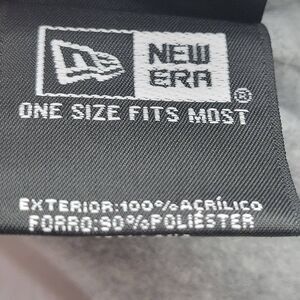 NEW
ERA®
ONE SIZE FITS MOST
EXTERIOR:100%ACRÍLICO
FORRO:90%POLIÉSTER